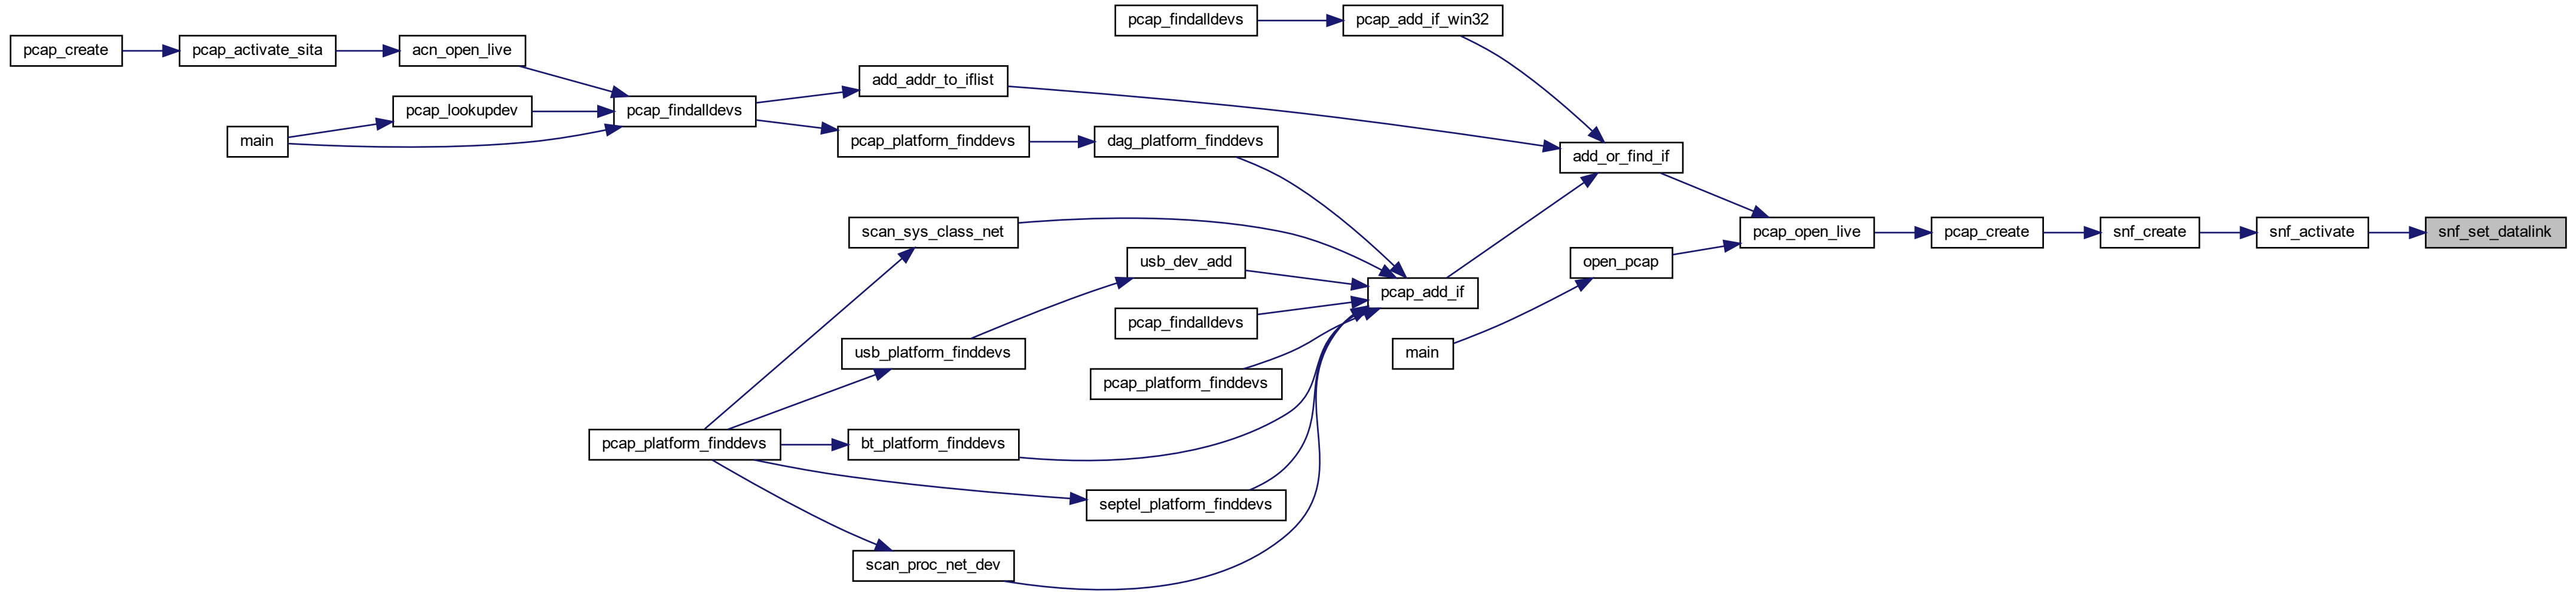 pcap_findalldevs
pcap_add_if_win32
pcap_create
pcap_activate_sita
acn_open_live
add_addr_to_iflist
pcap_lookupdev
pcap_findalldevs
main
pcap_platform_finddevs
dag_platform_finddevs
add_or_find_if
scan_sys_class_net
pcap_open_live
pcap_create
snf_create
snf_activate
snf_set_datalink
usb_dev_add
open_pcap
pcap_add_if
pcap_findalldevs
usb_platform_finddevs
main
pcap_platform_finddevs
pcap_platform_finddevs
bt_platform_finddevs
septel_platform_finddevs
scan_proc_net_dev